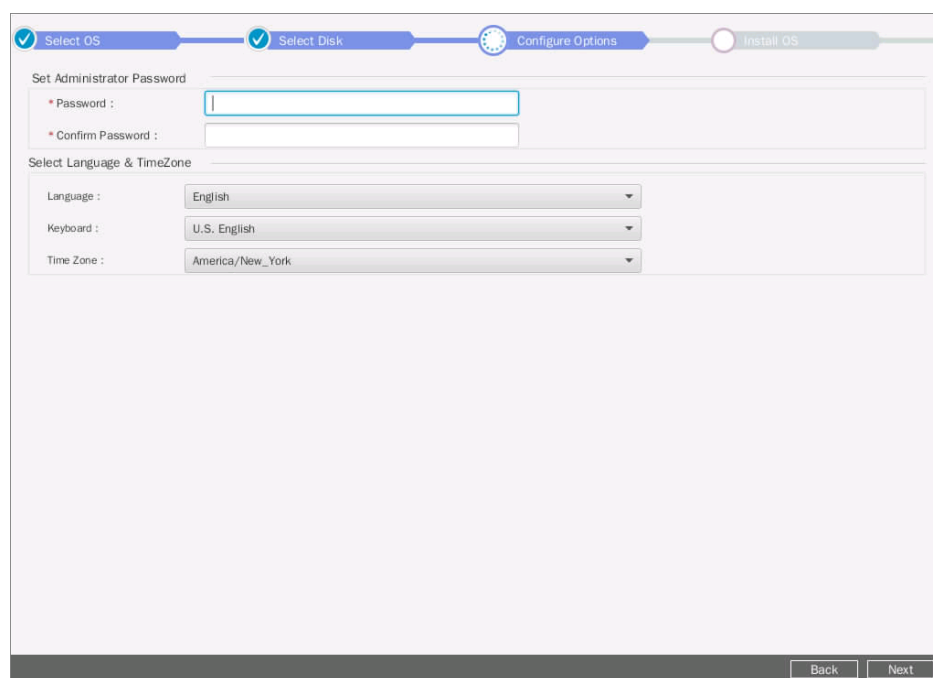 Select OS
Select Disk
Configure Options
Install OS
Set Administrator Password
* Password :
* Confirm Password :
Select Language & TimeZone
Language :
English
Keyboard :
U.S. English
Time Zone :
America/New_York
Back
Next